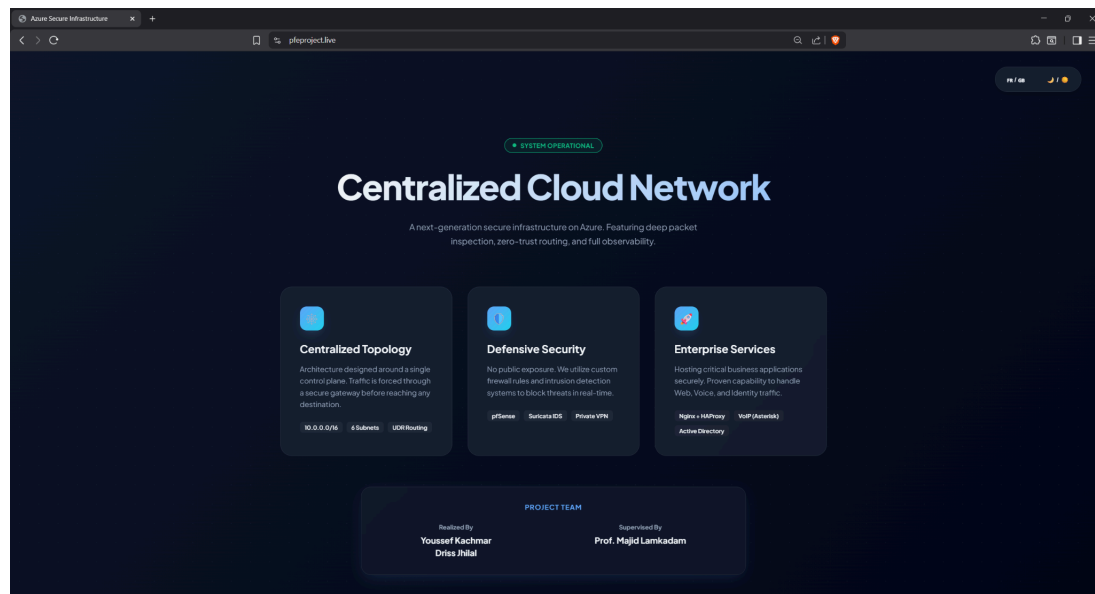 Azure Secure Infrastructure
pfeproject.live
FR / GB
/
SYSTEM OPERATIONAL
Centralized Cloud Network
A next-generation secure infrastructure on Azure. Featuring deep packet
inspection, zero-trust routing, and full observability.
Centralized Topology
Architecture designed around a single
control plane. Traffic is forced through
a secure gateway before reaching any
destination.
10.0.0.0/16 6 Subnets UDR Routing
Defensive Security
No public exposure. We utilize custom
firewall rules and intrusion detection
systems to block threats in real-time.
pfSense Suricata IDS Private VPN
Enterprise Services
Hosting critical business applications
securely. Proven capability to handle
Web, Voice, and Identity traffic.
Nginx + HAProxy VoIP (Asterisk)
Active Directory
PROJECT TEAM
Realized By
Youssef Kachmar
Driss Jhilal
Supervised By
Prof. Majid Lamkadam